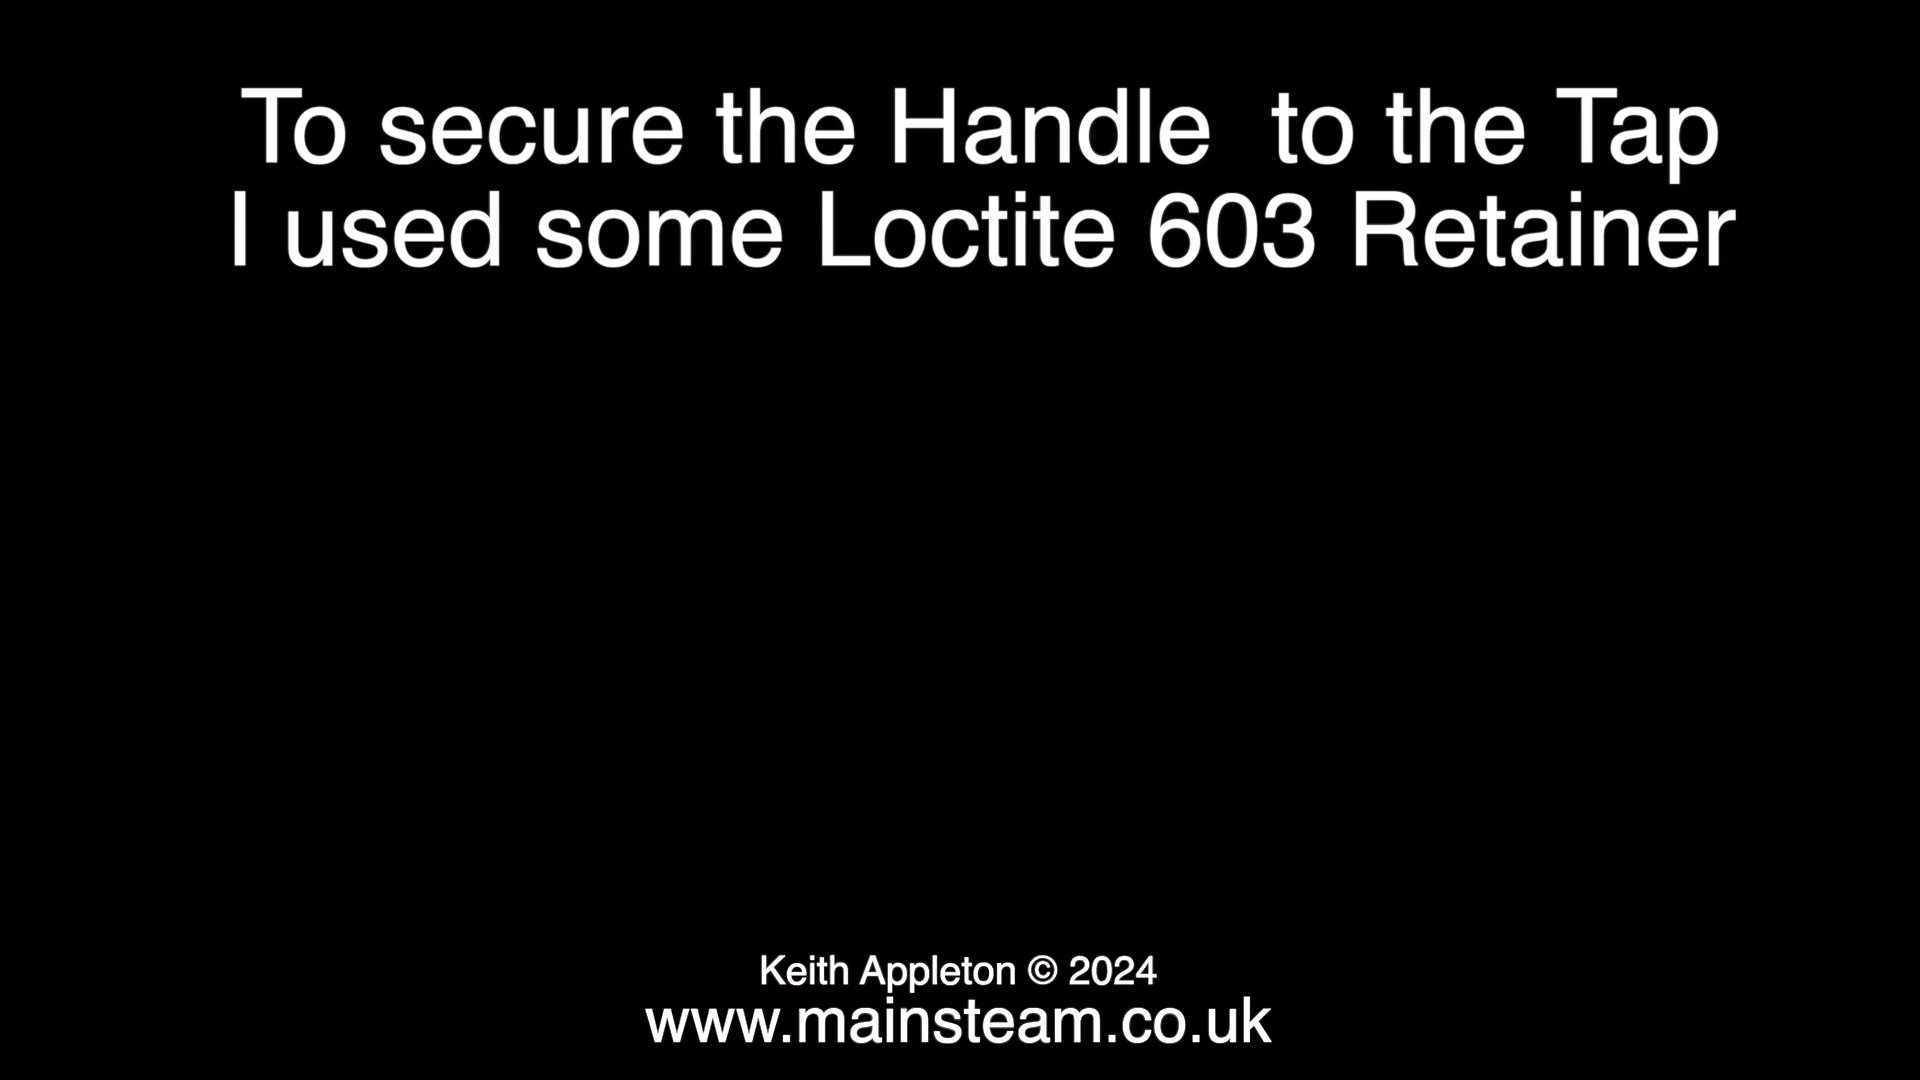 To secure the Handle  to the Tap
I used some Loctite 603 Retainer
Keith Appleton © 2024
www.mainsteam.co.uk